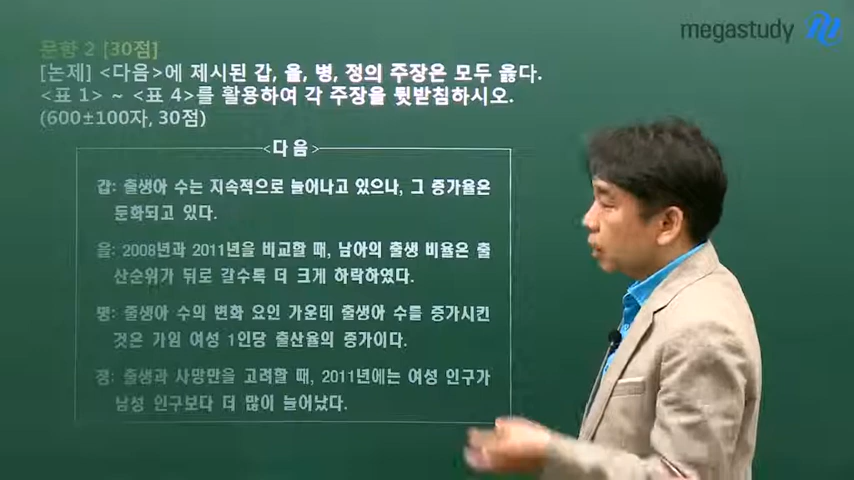 megastudy
문항 2 [30점]
[논제] <다음>에 제시된 갑, 을, 병, 정의 주장은 모두 옳다.
<표 1> ~ <표 4>를 활용하여 각 주장을 뒷받침하시오.
(600±100자, 30점)
<다음>
갑: 출생아 수는 지속적으로 늘어나고 있으나, 그 증가율은
둔화되고 있다.
을: 2008년과 2011년을 비교할 때, 남아의 출생 비율은 출
산순위가 뒤로 갈수록 더 크게 하락하였다.
병: 출생아 수의 변화 요인 가운데 출생아 수를 증가시킨
것은 가임 여성 1인당 출산율의 증가이다.
정: 출생과 사망만을 고려할 때, 2011년에는 여성 인구가
남성 인구보다 더 많이 늘어났다.